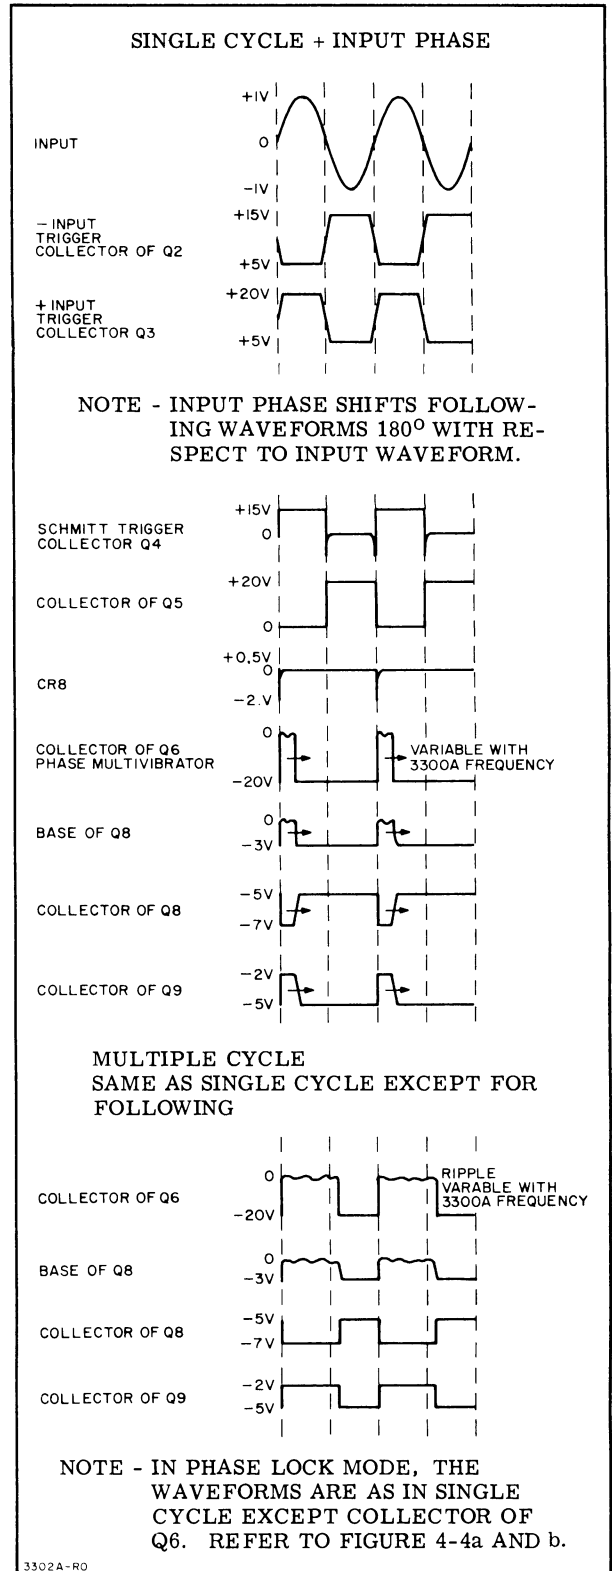 SINGLE CYCLE + INPUT PHASE
+1V
INPUT
0
-1V
+15V
- INPUT
TRIGGER
COLLECTOR OF Q2
+5V
+20V
+ INPUT
TRIGGER
COLLECTOR Q3
+5V
NOTE - INPUT PHASE SHIFTS FOLLOW-
ING WAVEFORMS 180° WITH RE-
SPECT TO INPUT WAVEFORM.
+15V
SCHMITT TRIGGER
COLLECTOR Q4
0
+20V
COLLECTOR OF Q5
0
+0.5V
0
CR8
-2.V
0
COLLECTOR OF Q6
PHASE MULTIVIBRATOR
-20V
VARIABLE WITH
3300A FREQUENCY
0
BASE OF Q8
-3V
-5V
COLLECTOR OF Q8
-7V
-2V
COLLECTOR OF Q9
-5V
MULTIPLE CYCLE
SAME AS SINGLE CYCLE EXCEPT FOR
FOLLOWING
0
COLLECTOR OF Q6
-20V
RIPPLE
VARABLE WITH
3300A FREQUENCY
0
BASE OF Q8
-3V
-5V
COLLECTOR OF Q8
-7V
-2V
COLLECTOR OF Q9
-5V
NOTE - IN PHASE LOCK MODE, THE
WAVEFORMS ARE AS IN SINGLE
CYCLE EXCEPT COLLECTOR OF
Q6. REFER TO FIGURE 4-4a AND b.
3302A-RO